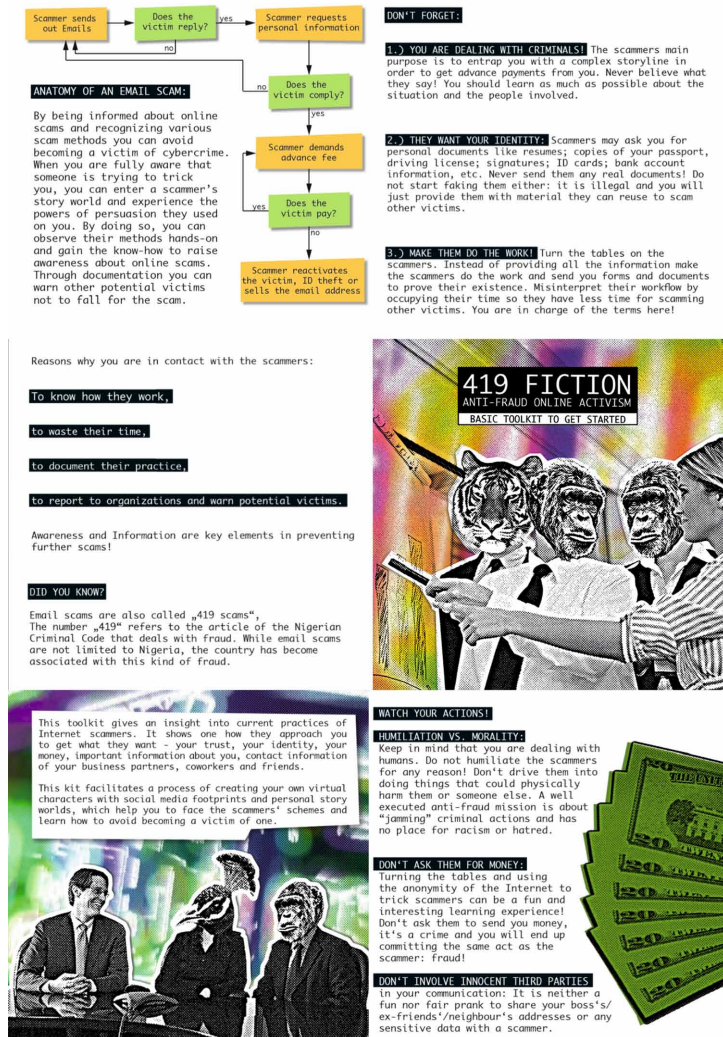 Scammer sends
out Emails
Does the
victim reply?
yes
Scammer requests
personal information
no
no
Does the
victim comply?
yes
Scammer demands
advance fee
yes
Does the
victim pay?
no
Scammer reactivates
the victim, ID theft or
sells the email address
ANATOMY OF AN EMAIL SCAM:
By being informed about online
scams and recognizing various
scam methods you can avoid
becoming a victim of cybercrime.
When you are fully aware that
someone is trying to trick
you, you can enter a scammer's
story world and experience the
powers of persuasion they used
on you. By doing so, you can
observe their methods hands-on
and gain the know-how to raise
awareness about online scams.
Through documentation you can
warn other potential victims
not to fall for the scam.
DON‘T FORGET:
1.) YOU ARE DEALING WITH CRIMINALS! The scammers main
purpose is to entrap you with a complex storyline in
order to get advance payments from you. Never believe what
they say! You should learn as much as possible about the
situation and the people involved.
2.) THEY WANT YOUR IDENTITY: Scammers may ask you for
personal documents like resumes; copies of your passport,
driving license; signatures; ID cards; bank account
information, etc. Never send them any real documents! Do
not start faking them either: it is illegal and you will
just provide them with material they can reuse to scam
other victims.
3.) MAKE THEM DO THE WORK! Turn the tables on the
scammers. Instead of providing all the information make
the scammers do the work and send you forms and documents
to prove their existence. Misinterpret their workflow by
occupying their time so they have less time for scamming
other victims. You are in charge of the terms here!
Reasons why you are in contact with the scammers:
To know how they work,
to waste their time,
to document their practice,
to report to organizations and warn potential victims.
Awareness and Information are key elements in preventing
further scams!
DID YOU KNOW?
Email scams are also called „419 scams“,
The number „419“ refers to the article of the Nigerian
Criminal Code that deals with fraud. While email scams
are not limited to Nigeria, the country has become
associated with this kind of fraud.
419 FICTION
ANTI-FRAUD ONLINE ACTIVISM
BASIC TOOLKIT TO GET STARTED
This toolkit gives an insight into current practices of
Internet scammers. It shows one how they approach you
to get what they want - your trust, your identity, your
money, important information about you, contact information
of your business partners, coworkers and friends.
This kit facilitates a process of creating your own virtual
characters with social media footprints and personal story
worlds, which help you to face the scammers‘ schemes and
learn how to avoid becoming a victim of one.
WATCH YOUR ACTIONS!
HUMILIATION VS. MORALITY:
Keep in mind that you are dealing with
humans. Do not humiliate the scammers
for any reason! Don‘t drive them into
doing things that could physically
harm them or someone else. A well
executed anti-fraud mission is about
“jamming” criminal actions and has
no place for racism or hatred.
DON‘T ASK THEM FOR MONEY:
Turning the tables and using
the anonymity of the Internet to
trick scammers can be a fun and
interesting learning experience!
Don‘t ask them to send you money,
it‘s a crime and you will end up
committing the same act as the
scammer: fraud!
DON‘T INVOLVE INNOCENT THIRD PARTIES
in your communication: It is neither a
fun nor fair prank to share your boss‘s/
ex-friends‘/neighbour‘s addresses or any
sensitive data with a scammer.